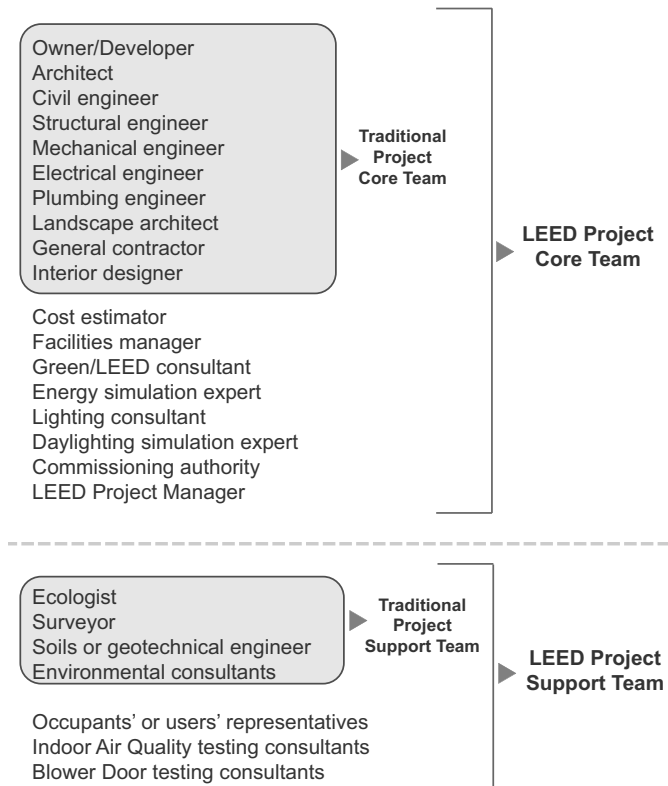 Owner/Developer
Architect
Civil engineer
Structural engineer
Mechanical engineer
Electrical engineer
Plumbing engineer
Landscape architect
General contractor
Interior designer
Traditional
Project
Core Team
Cost estimator
Facilities manager
Green/LEED consultant
Energy simulation expert
Lighting consultant
Daylighting simulation expert
Commissioning authority
LEED Project Manager
LEED Project
Core Team
Ecologist
Surveyor
Soils or geotechnical engineer
Environmental consultants
Traditional
Project
Support Team
Occupants’ or users’ representatives
Indoor Air Quality testing consultants
Blower Door testing consultants
LEED Project
Support Team